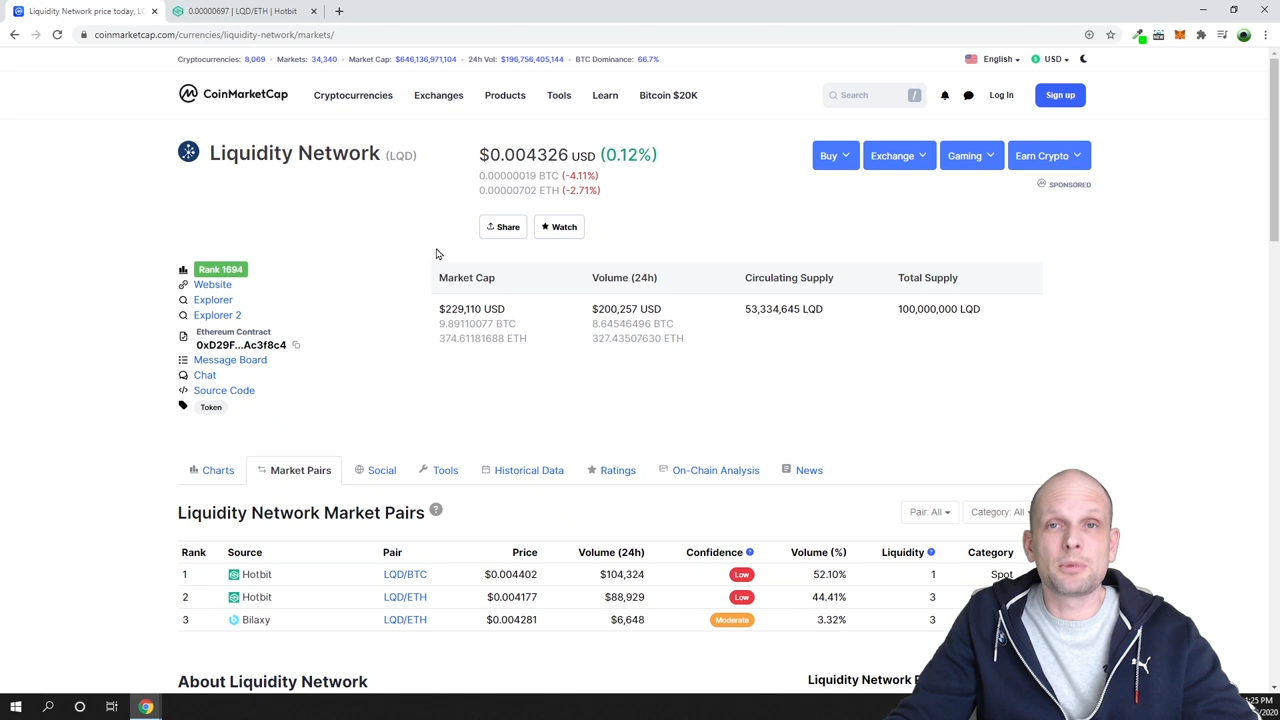 Liquidity Network price today, LQ
0.00000697 | LQD/ETH | Hotbit
coinmarketcap.com/currencies/liquidity-network/markets/
Cryptocurrencies: 8,069 • Markets: 34,340 • Market Cap: $646,136,971,104 • 24h Vol: $196,756,405,144 • BTC Dominance: 66.7%
English
USD
CoinMarketCap
Cryptocurrencies
Exchanges
Products
Tools
Learn
Bitcoin $20K
Search
/
Log In
Sign up
Liquidity Network (LQD)
$0.004326 USD (0.12%)
0.00000019 BTC (-4.11%)
0.00000702 ETH (-2.71%)
Buy
Exchange
Gaming
Earn Crypto
SPONSORED
Share
Watch
Rank 1694
Website
Explorer
Explorer 2
Ethereum Contract
0xD29F...Ac3f8c4
Message Board
Chat
Source Code
Token
Market Cap Volume (24h) Circulating Supply Total Supply
$229,110 USD $200,257 USD 53,334,645 LQD 100,000,000 LQD
9.89110077 BTC 8.64546496 BTC
374.61181688 ETH 327.43507630 ETH
Charts
Market Pairs
Social
Tools
Historical Data
Ratings
On-Chain Analysis
News
Liquidity Network Market Pairs ?
Pair: All
Category: All
Rank Source Pair Price Volume (24h) Confidence ? Volume (%) Liquidity ? Category
1 Hotbit LQD/BTC $0.004402 $104,324 Low 52.10% 1 Spot
2 Hotbit LQD/ETH $0.004177 $88,929 Low 44.41% 3
3 Bilaxy LQD/ETH $0.004281 $6,648 Moderate 3.32% 3
About Liquidity Network
Liquidity Network
:25 PM
/2020